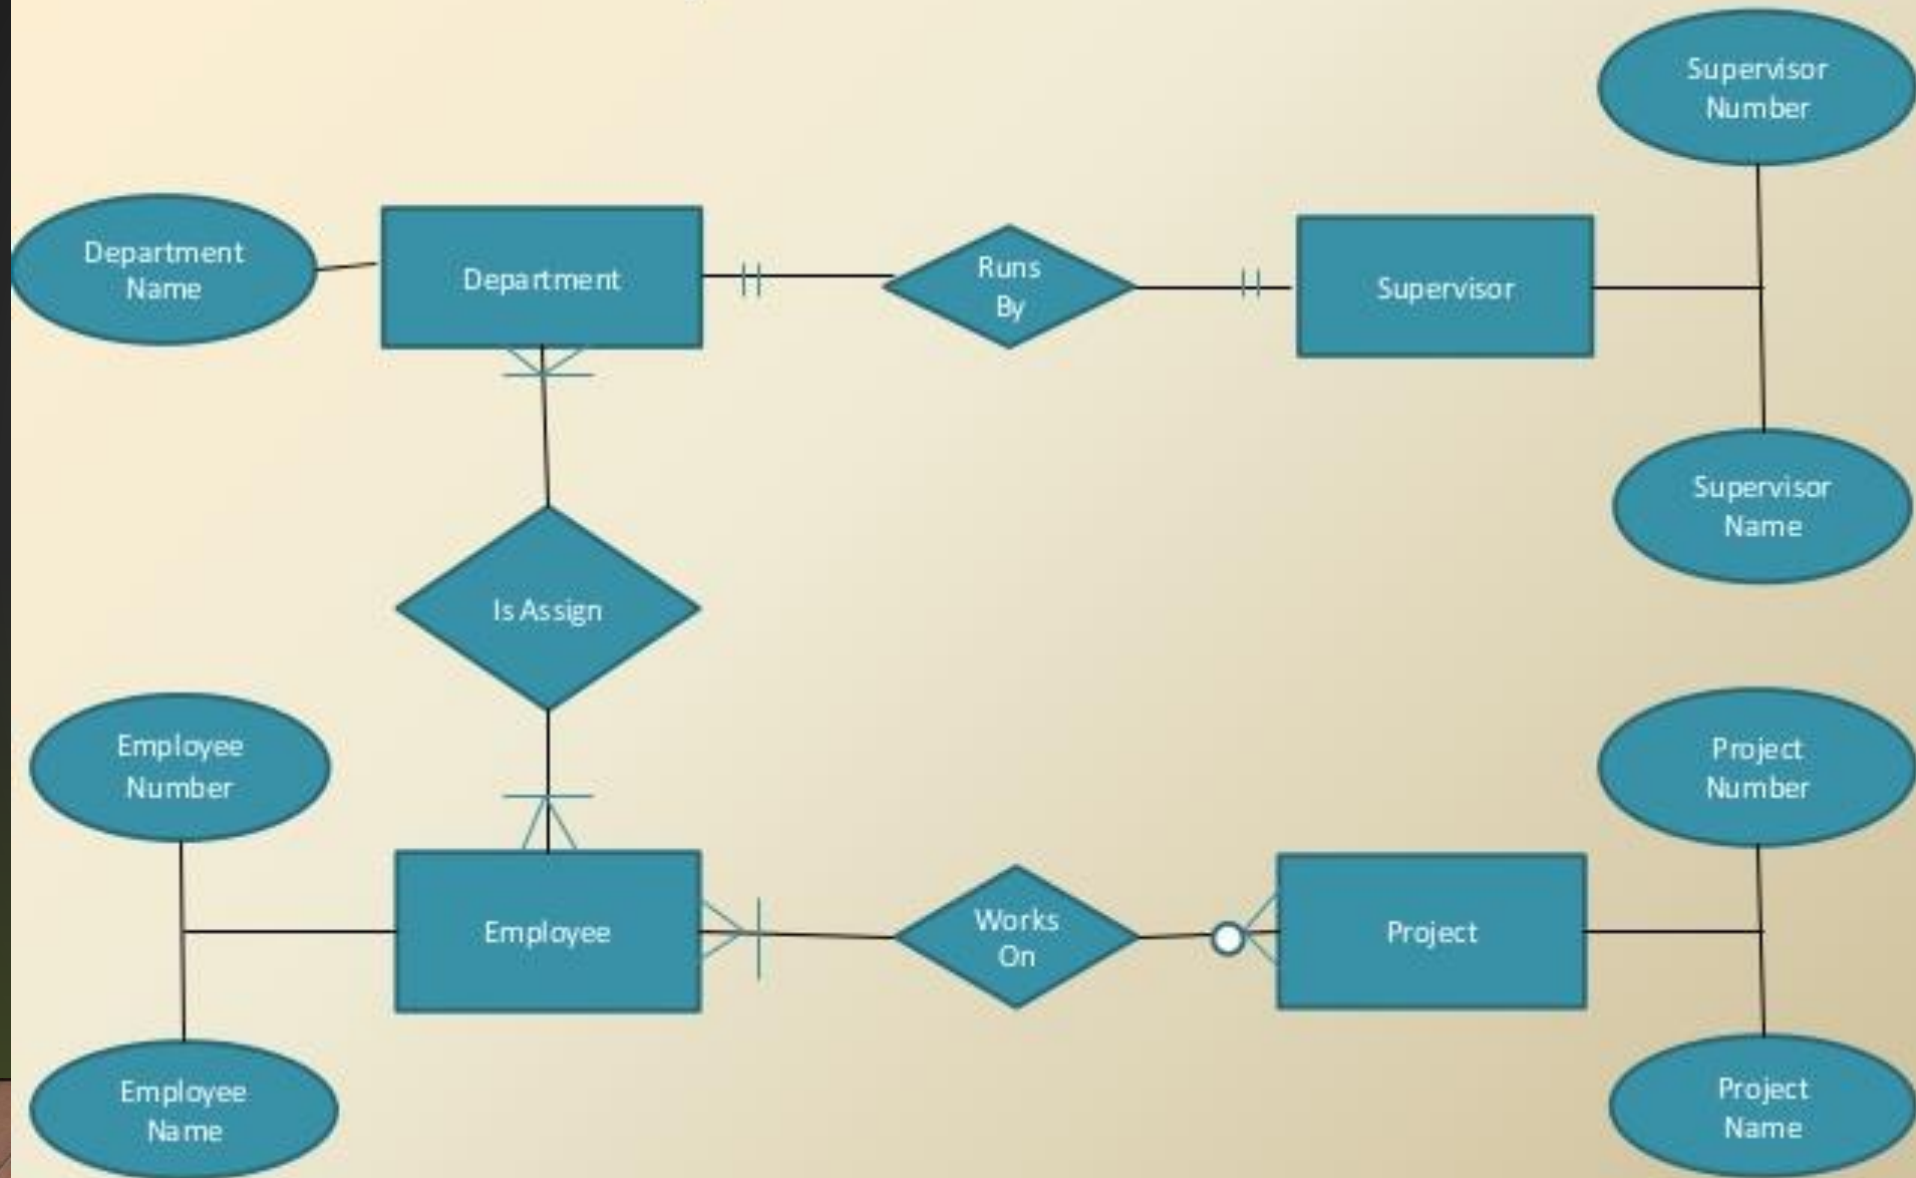 Supervisor
Number
Department
Name
Department
Runs
By
Supervisor
Supervisor
Name
Is Assign
Employee
Number
Project
Number
Employee
Works
On
Project
Employee
Name
Project
Name